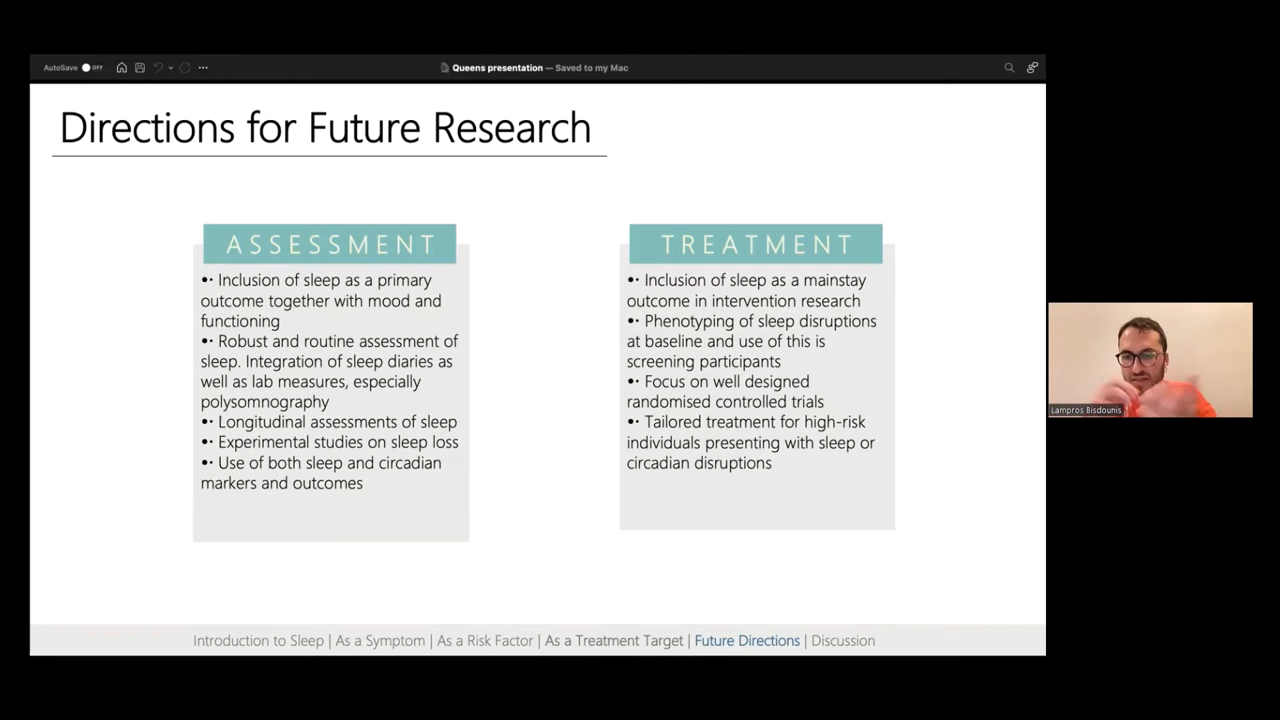 AutoSave OFF
Queens presentation — Saved to my Mac
Directions for Future Research
ASSESSMENT
•· Inclusion of sleep as a primary
outcome together with mood and
functioning
•· Robust and routine assessment of
sleep. Integration of sleep diaries as
well as lab measures, especially
polysomnography
•· Longitudinal assessments of sleep
•· Experimental studies on sleep loss
•· Use of both sleep and circadian
markers and outcomes
TREATMENT
•· Inclusion of sleep as a mainstay
outcome in intervention research
•· Phenotyping of sleep disruptions
at baseline and use of this is
screening participants
•· Focus on well designed
randomised controlled trials
•· Tailored treatment for high-risk
individuals presenting with sleep or
circadian disruptions
Lampros Bisdounis
Introduction to Sleep | As a Symptom | As a Risk Factor | As a Treatment Target | Future Directions | Discussion